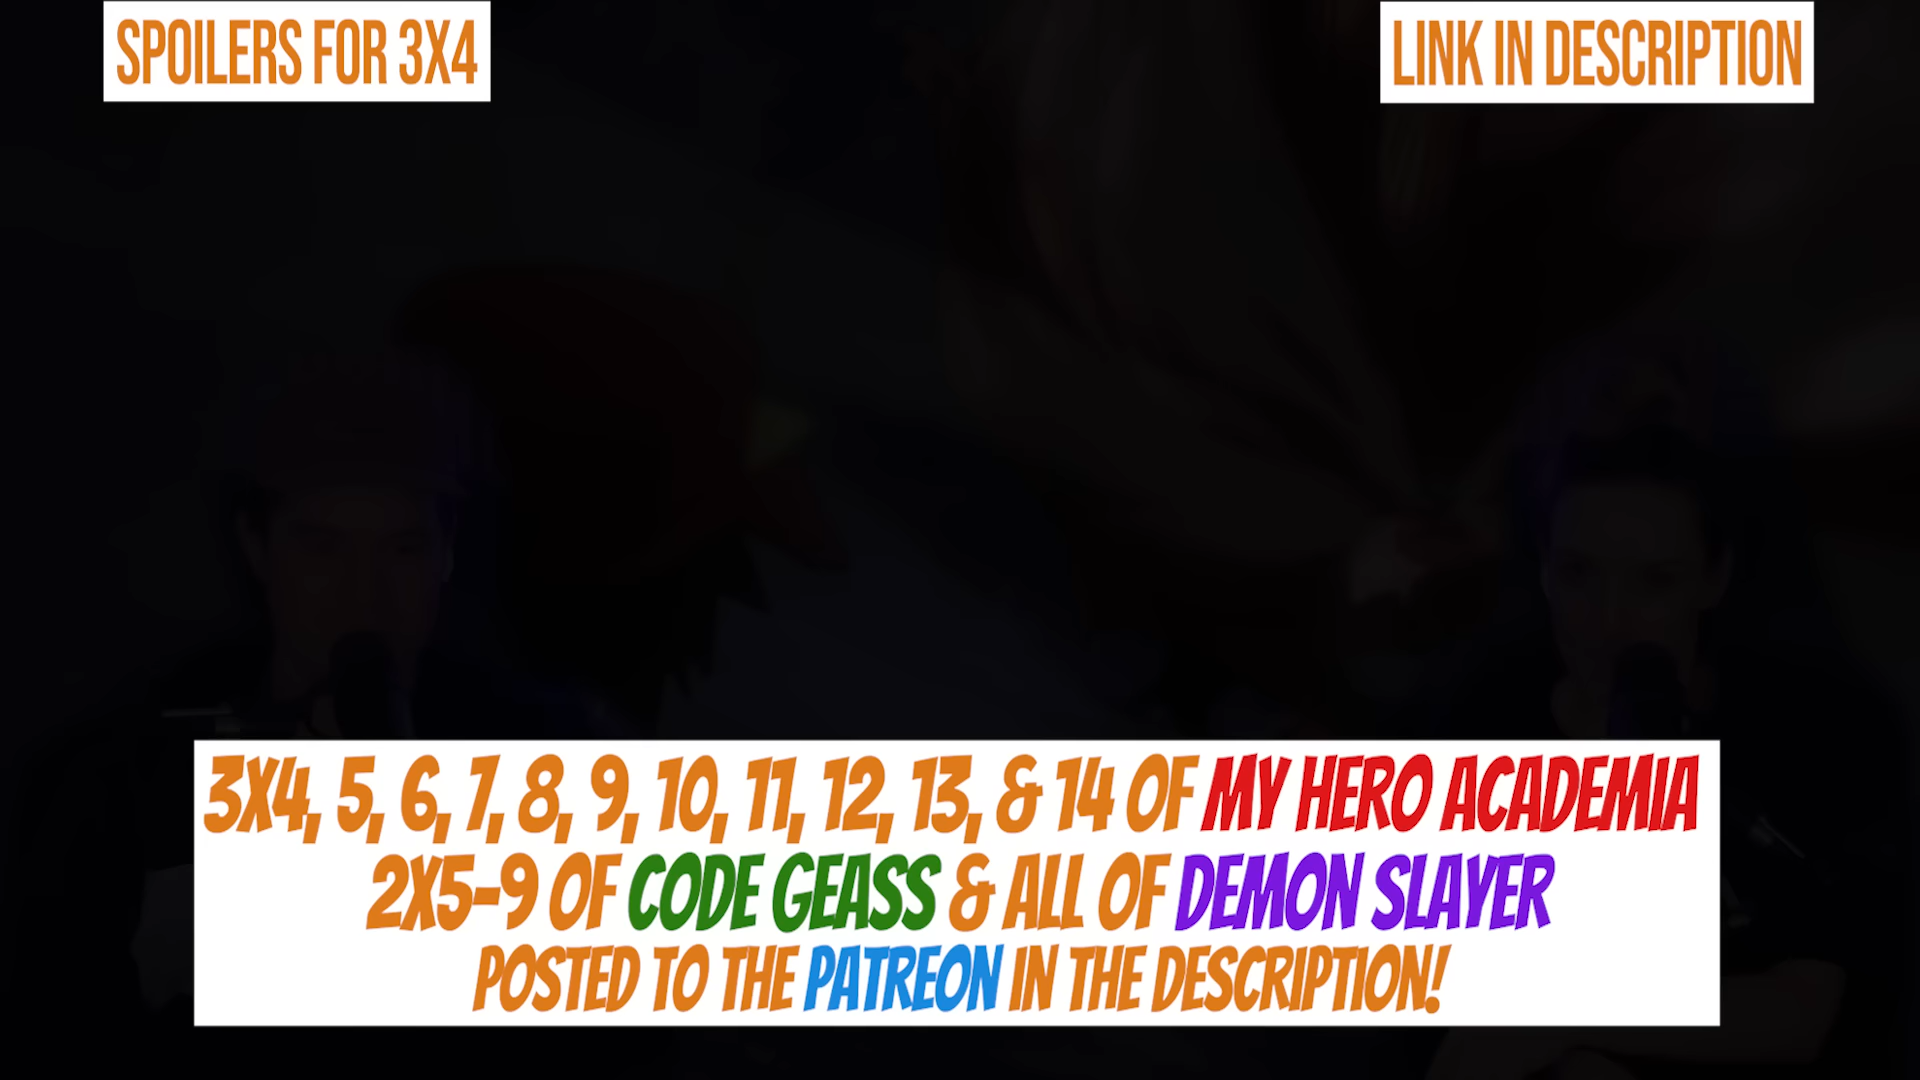 SPOILERS FOR 3X4
LINK IN DESCRIPTION
3X4, 5, 6, 7, 8, 9, 10, 11, 12, 13, & 14 OF MY HERO ACADEMIA
2X5-9 OF CODE GEASS & ALL OF DEMON SLAYER
POSTED TO THE PATREON IN THE DESCRIPTION!